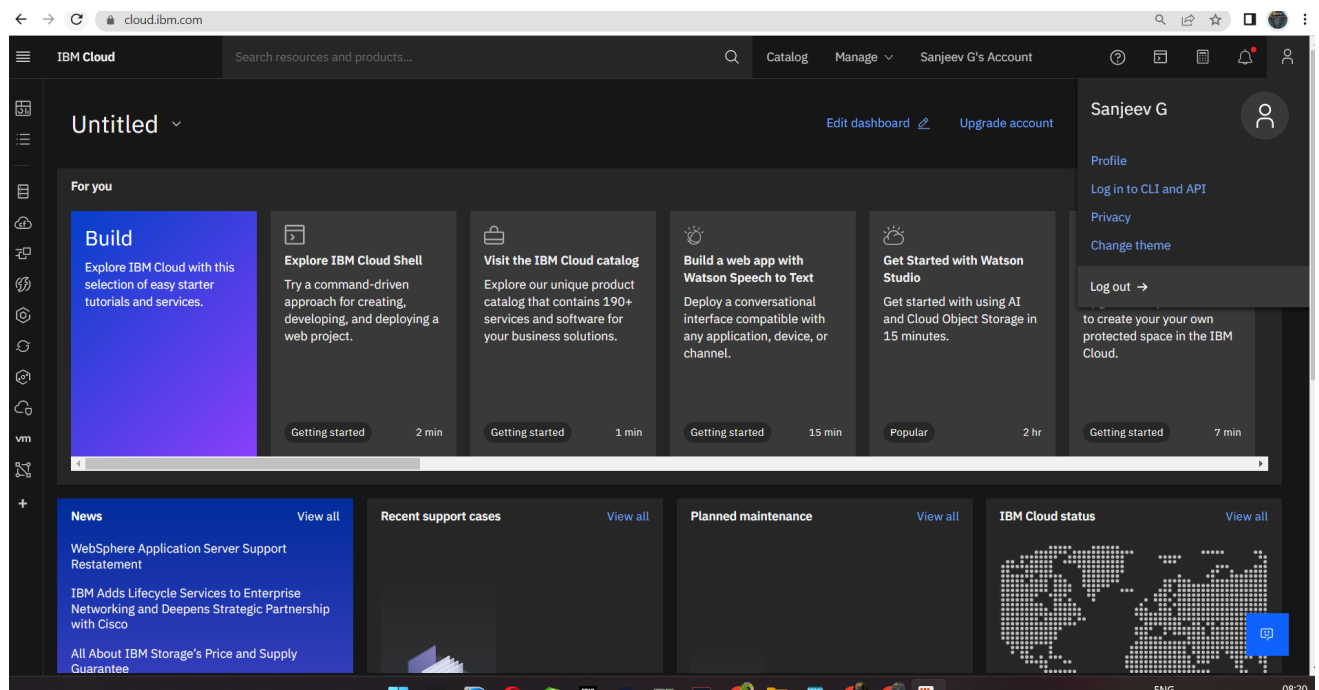 cloud.ibm.com
IBM Cloud
Search resources and products...
Catalog
Manage
Sanjeev G's Account
Sanjeev G
Profile
Log in to CLI and API
Privacy
Change theme
Log out →
Untitled
Edit dashboard
Upgrade account
For you
Build
Explore IBM Cloud with this
selection of easy starter
tutorials and services.
Explore IBM Cloud Shell
Try a command-driven
approach for creating,
developing, and deploying a
web project.
Getting started
2 min
Visit the IBM Cloud catalog
Explore our unique product
catalog that contains 190+
services and software for
your business solutions.
Getting started
1 min
Build a web app with
Watson Speech to Text
Deploy a conversational
interface compatible with
any application, device, or
channel.
Getting started
15 min
Get Started with Watson
Studio
Get started with using AI
and Cloud Object Storage in
15 minutes.
Popular
2 hr
to create your your own
protected space in the IBM
Cloud.
Getting started
7 min
vm
News
View all
WebSphere Application Server Support
Restatement
IBM Adds Lifecycle Services to Enterprise
Networking and Deepens Strategic Partnership
with Cisco
All About IBM Storage's Price and Supply
Guarantee
Recent support cases
View all
Planned maintenance
View all
IBM Cloud status
View all
ENG
08:20